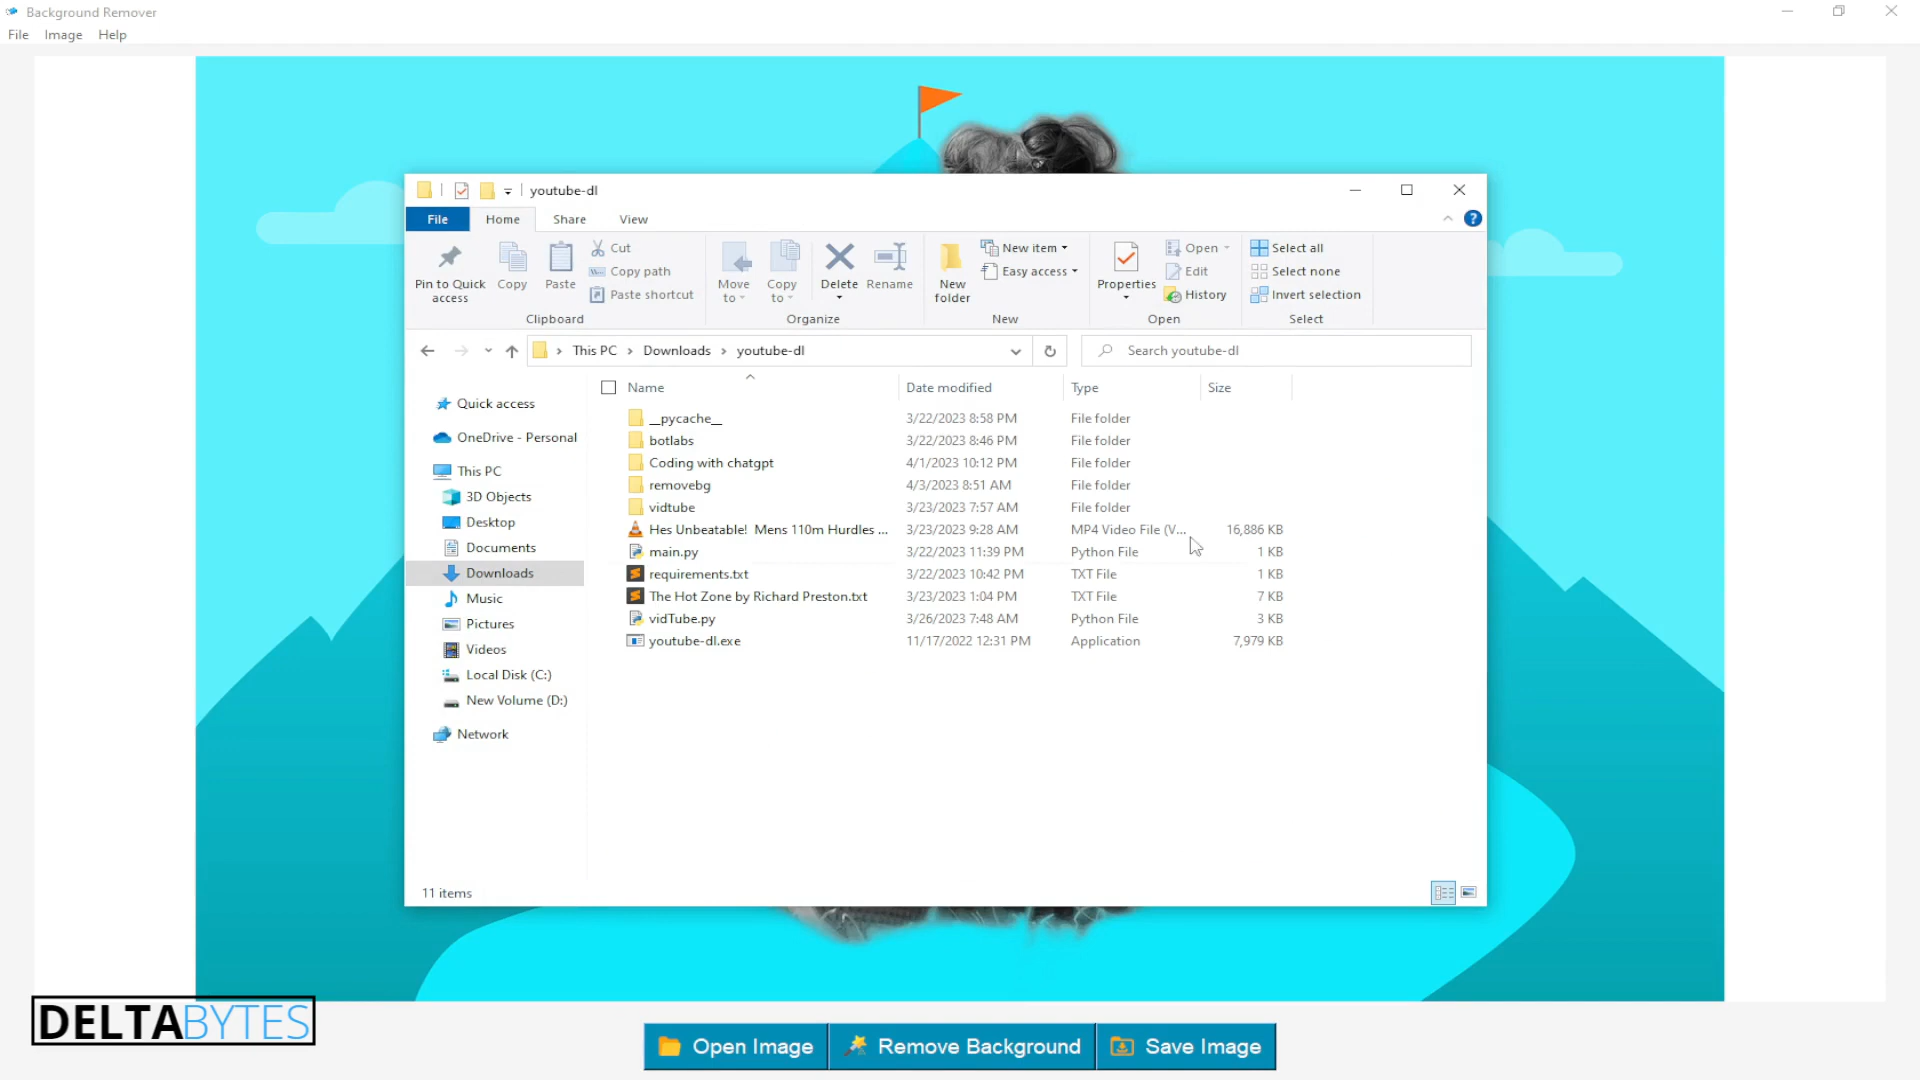 Background Remover
File Image Help
youtube-dl
File Home Share View
Pin to Quick access
Copy
Paste
Cut
Copy path
Paste shortcut
Clipboard
Move to
Copy to
Delete
Rename
Organize
New folder
New item
Easy access
New
Properties
Open
Edit
History
Open
Select all
Select none
Invert selection
Select
This PC > Downloads > youtube-dl
Search youtube-dl
Quick access
OneDrive - Personal
This PC
3D Objects
Desktop
Documents
Downloads
Music
Pictures
Videos
Local Disk (C:)
New Volume (D:)
Network
Name Date modified Type Size
__pycache__ 3/22/2023 8:58 PM File folder
botlabs 3/22/2023 8:46 PM File folder
Coding with chatgpt 4/1/2023 10:12 PM File folder
removebg 4/3/2023 8:51 AM File folder
vidtube 3/23/2023 7:57 AM File folder
Hes Unbeatable! Mens 110m Hurdles ... 3/23/2023 9:28 AM MP4 Video File (V... 16,886 KB
main.py 3/22/2023 11:39 PM Python File 1 KB
requirements.txt 3/22/2023 10:42 PM TXT File 1 KB
The Hot Zone by Richard Preston.txt 3/23/2023 1:04 PM TXT File 7 KB
vidTube.py 3/26/2023 7:48 AM Python File 3 KB
youtube-dl.exe 11/17/2022 12:31 PM Application 7,979 KB
11 items
DELTABYTES
Open Image Remove Background Save Image